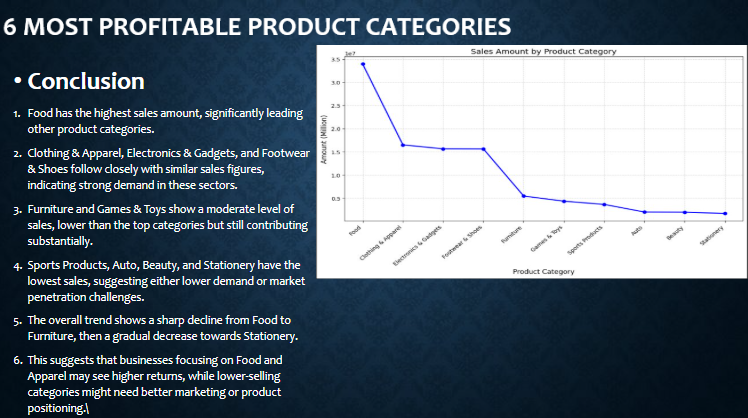 6 MOST PROFITABLE PRODUCT CATEGORIES
• Conclusion
1. Food has the highest sales amount, significantly leading
other product categories.
2. Clothing & Apparel, Electronics & Gadgets, and Footwear
& Shoes follow closely with similar sales figures,
indicating strong demand in these sectors.
3. Furniture and Games & Toys show a moderate level of
sales, lower than the top categories but still contributing
substantially.
4. Sports Products, Auto, Beauty, and Stationery have the
lowest sales, suggesting either lower demand or market
penetration challenges.
5. The overall trend shows a sharp decline from Food to
Furniture, then a gradual decrease towards Stationery.
6. This suggests that businesses focusing on Food and
Apparel may see higher returns, while lower-selling
categories might need better marketing or product
positioning.\
Sales Amount by Product Category
1e7
3.5
3.0
2.5
2.0
1.5
1.0
0.5
Amount (Million)
Food
Clothing & Apparel
Electronics & Gadgets
Footwear & Shoes
Furniture
Games & Toys
Sports Products
Auto
Beauty
Stationery
Product Category